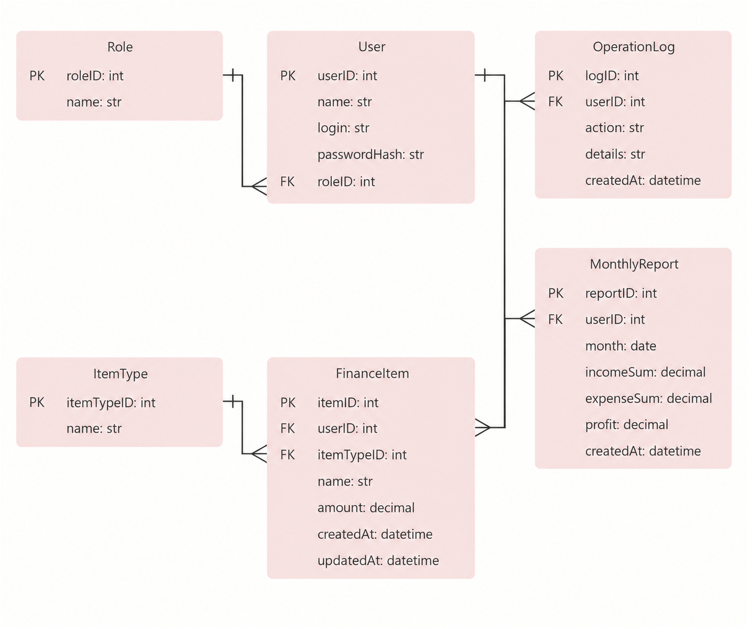 Role
PK roleID: int
name: str
User
PK userID: int
name: str
login: str
passwordHash: str
FK roleID: int
OperationLog
PK logID: int
FK userID: int
action: str
details: str
createdAt: datetime
MonthlyReport
PK reportID: int
FK userID: int
month: date
incomeSum: decimal
expenseSum: decimal
profit: decimal
createdAt: datetime
ItemType
PK itemTypeID: int
name: str
FinanceItem
PK itemID: int
FK userID: int
FK itemTypeID: int
name: str
amount: decimal
createdAt: datetime
updatedAt: datetime